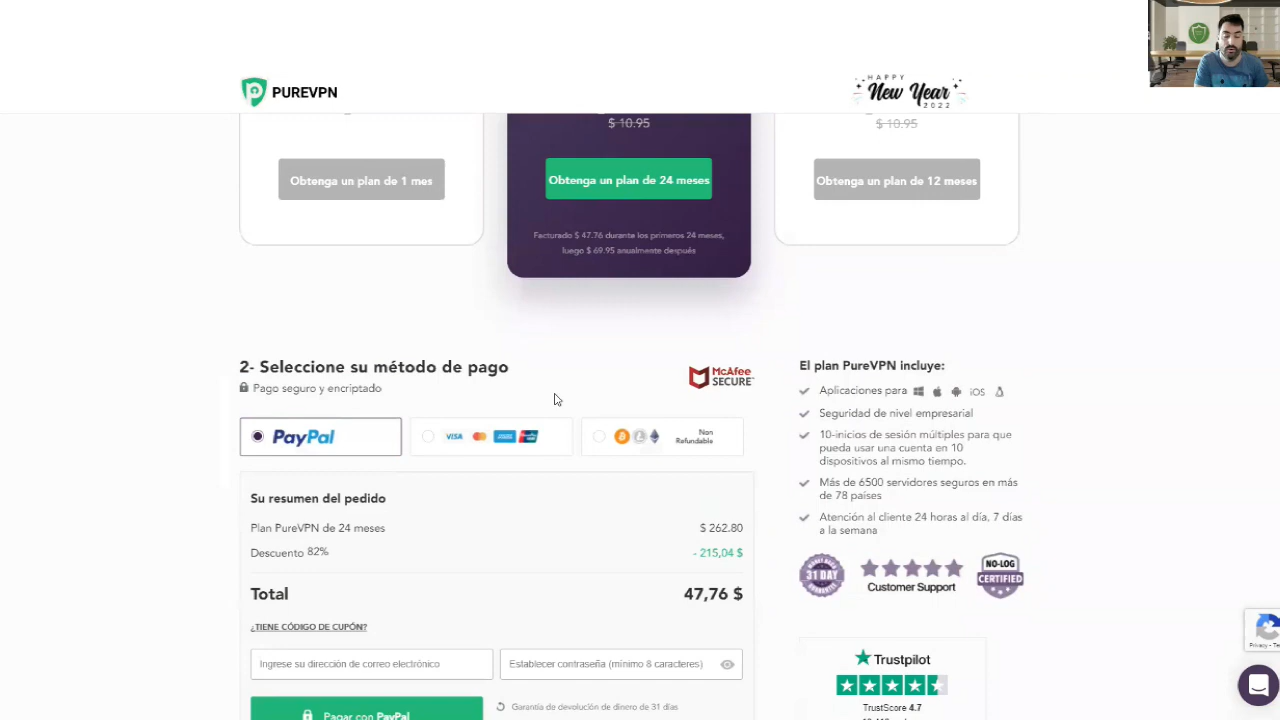 PUREVPN
HAPPY
New Year
2022
$ 10.95
$ 10.95
Obtenga un plan de 1 mes
Obtenga un plan de 24 meses
Obtenga un plan de 12 meses
Facturado $ 47.76 durante los primeros 24 meses,
luego $ 69.95 anualmente después
2- Seleccione su método de pago
Pago seguro y encriptado
McAfee
SECURE
PayPal
VISA
Non
Refundable
Su resumen del pedido
Plan PureVPN de 24 meses
$ 262.80
Descuento 82%
- 215,04 $
Total
47,76 $
¿TIENE CÓDIGO DE CUPÓN?
Ingrese su dirección de correo electrónico
Establecer contraseña (mínimo 8 caracteres)
Pagar con PayPal
Garantía de devolución de dinero de 31 días
El plan PureVPN incluye:
Aplicaciones para
iOS
Seguridad de nivel empresarial
10-inicios de sesión múltiples para que
pueda usar una cuenta en 10
dispositivos al mismo tiempo.
Más de 6500 servidores seguros en más
de 78 países
Atención al cliente 24 horas al día, 7 días
a la semana
31 DAY
Customer Support
NO-LOG
CERTIFIED
Trustpilot
TrustScore 4.7
Privacy - Te